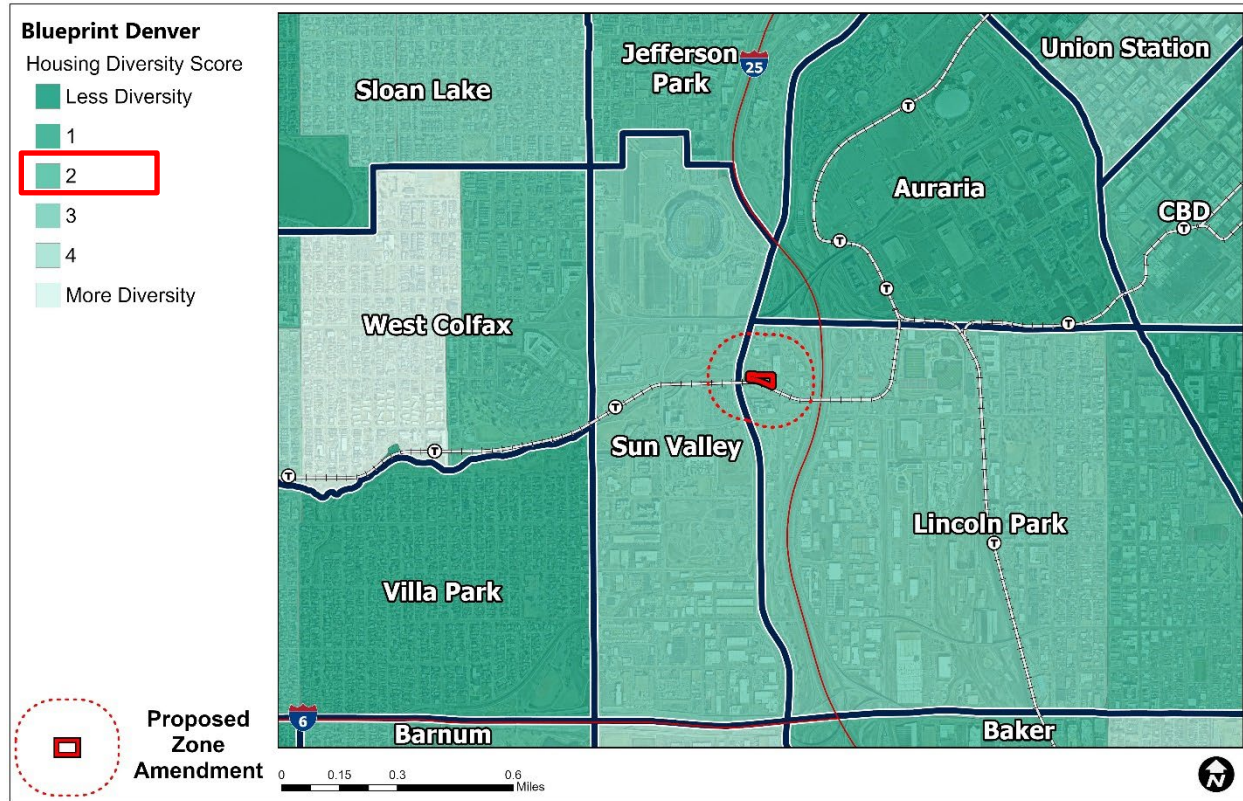 Blueprint Denver
Housing Diversity Score
Less Diversity
1
2
3
4
More Diversity
Proposed
Zone
Amendment
Sloan Lake
Jefferson
Park
25
Union Station
Auraria
CBD
T
T
T
T
T
West Colfax
T
T
T
Sun Valley
Lincoln Park
T
Villa Park
6
Barnum
Baker
0 0.15 0.3 0.6
Miles
N